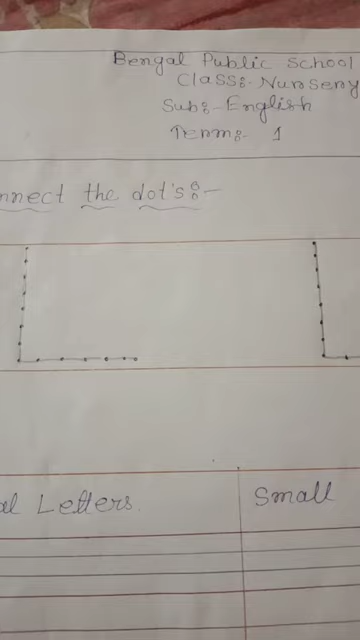 Bengal Public School
Class:- Nursery
Sub:- English
Term:- 1
nnect the dot's:-
al Letters.
Small